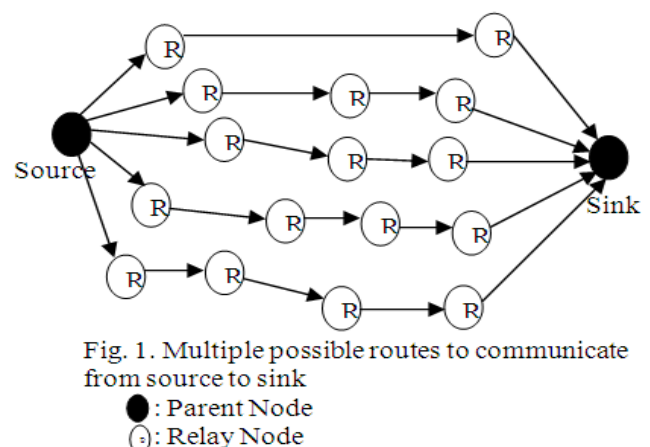 R R
R R R
R R R
Source
Sink
R R R R
R R R R
Fig. 1. Multiple possible routes to communicate
from source to sink
: Parent Node
: Relay Node